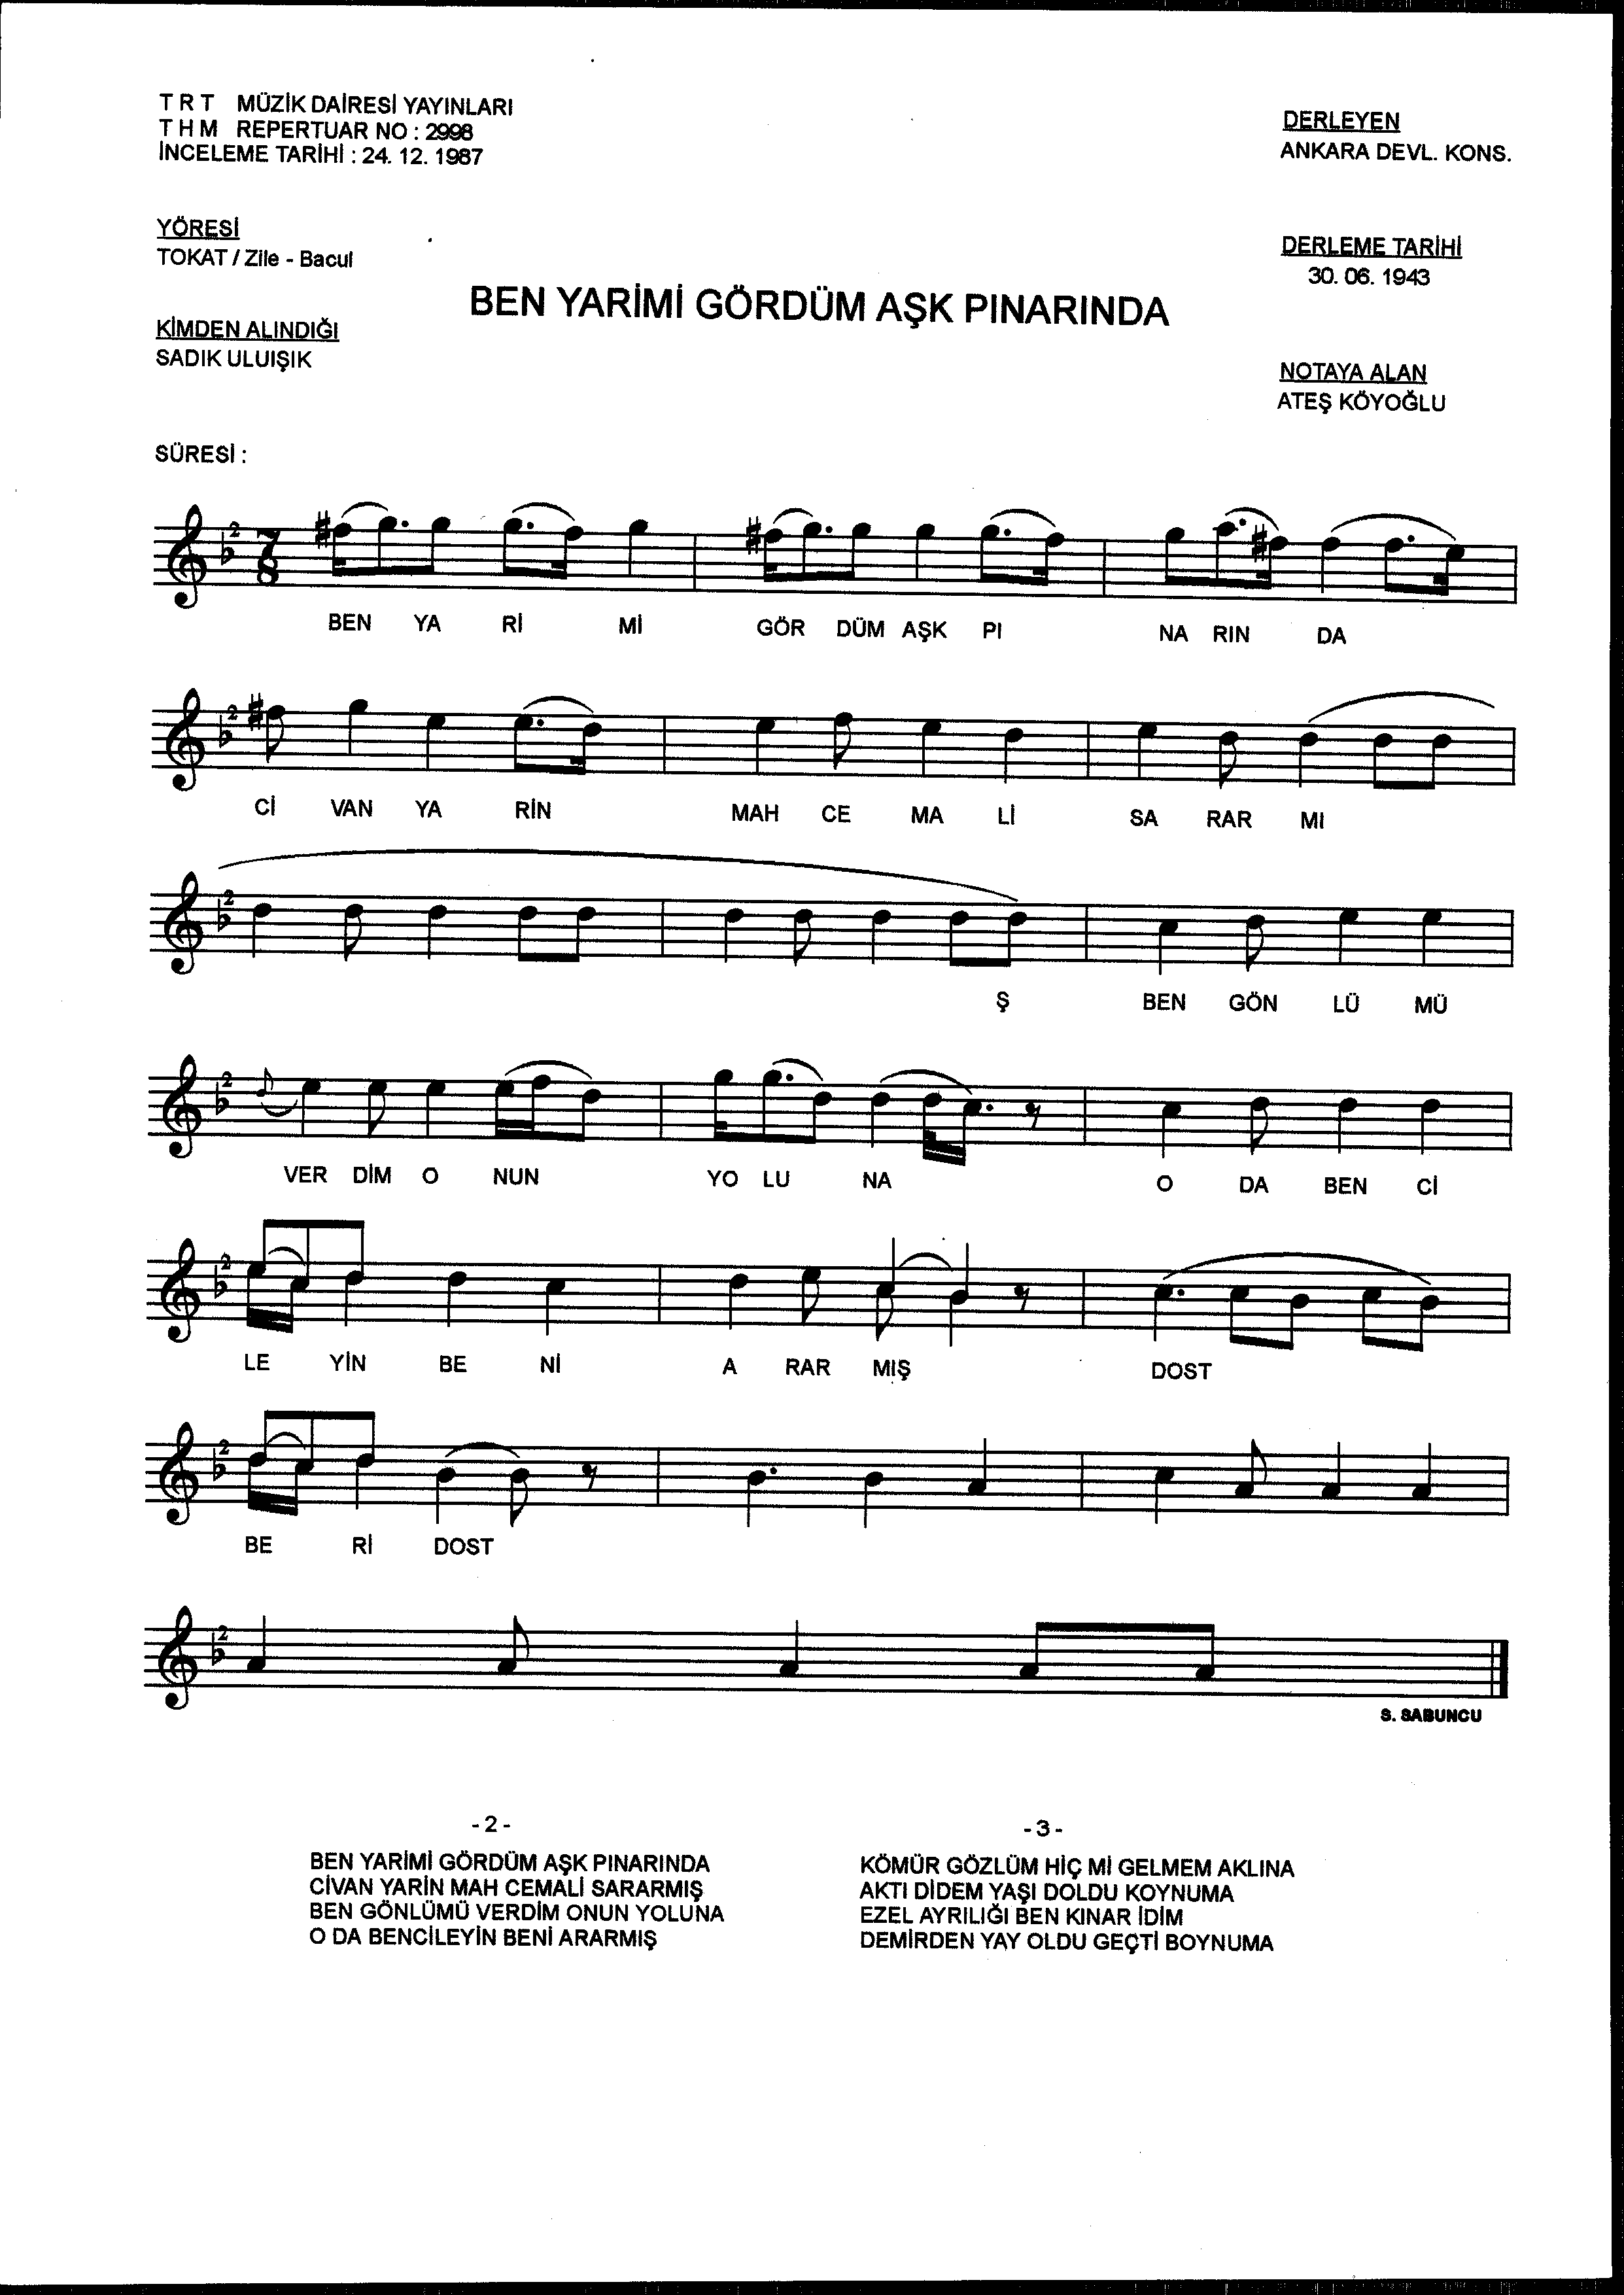 T R T MÜZİK DAİRESİ YAYINLARI
T H M REPERTUAR NO : 2998
İNCELEME TARİHİ : 24. 12. 1987
DERLEYEN
ANKARA DEVL. KONS.
YÖRESİ
TOKAT / Zile - Bacul
DERLEME TARİHİ
30. 06. 1943
BEN YARİMİ GÖRDÜM AŞK PINARINDA
KİMDEN ALINDIĞI
SADIK ULUIŞIK
NOTAYA ALAN
ATEŞ KÖYOĞLU
SÜRESİ :
2 7 8
BEN YA Rİ Mİ GÖR DÜM AŞK PI NA RIN DA
2
Cİ VAN YA RİN MAH CE MA Lİ SA RAR MI
2
Ş BEN GÖN LÜ MÜ
2
VER DİM O NUN YO LU NA O DA BEN Cİ
2
LE YİN BE Nİ A RAR MIŞ DOST
2
BE Rİ DOST
2
S. SABUNCU
- 2 -
BEN YARİMİ GÖRDÜM AŞK PINARINDA
CİVAN YARİN MAH CEMALİ SARARMIŞ
BEN GÖNLÜMÜ VERDİM ONUN YOLUNA
O DA BENCİLEYİN BENİ ARARMIŞ
- 3 -
KÖMÜR GÖZLÜM HİÇ Mİ GELMEM AKLINA
AKTI DİDEM YAŞI DOLDU KOYNUMA
EZEL AYRILIĞI BEN KINAR İDİM
DEMİRDEN YAY OLDU GEÇTİ BOYNUMA